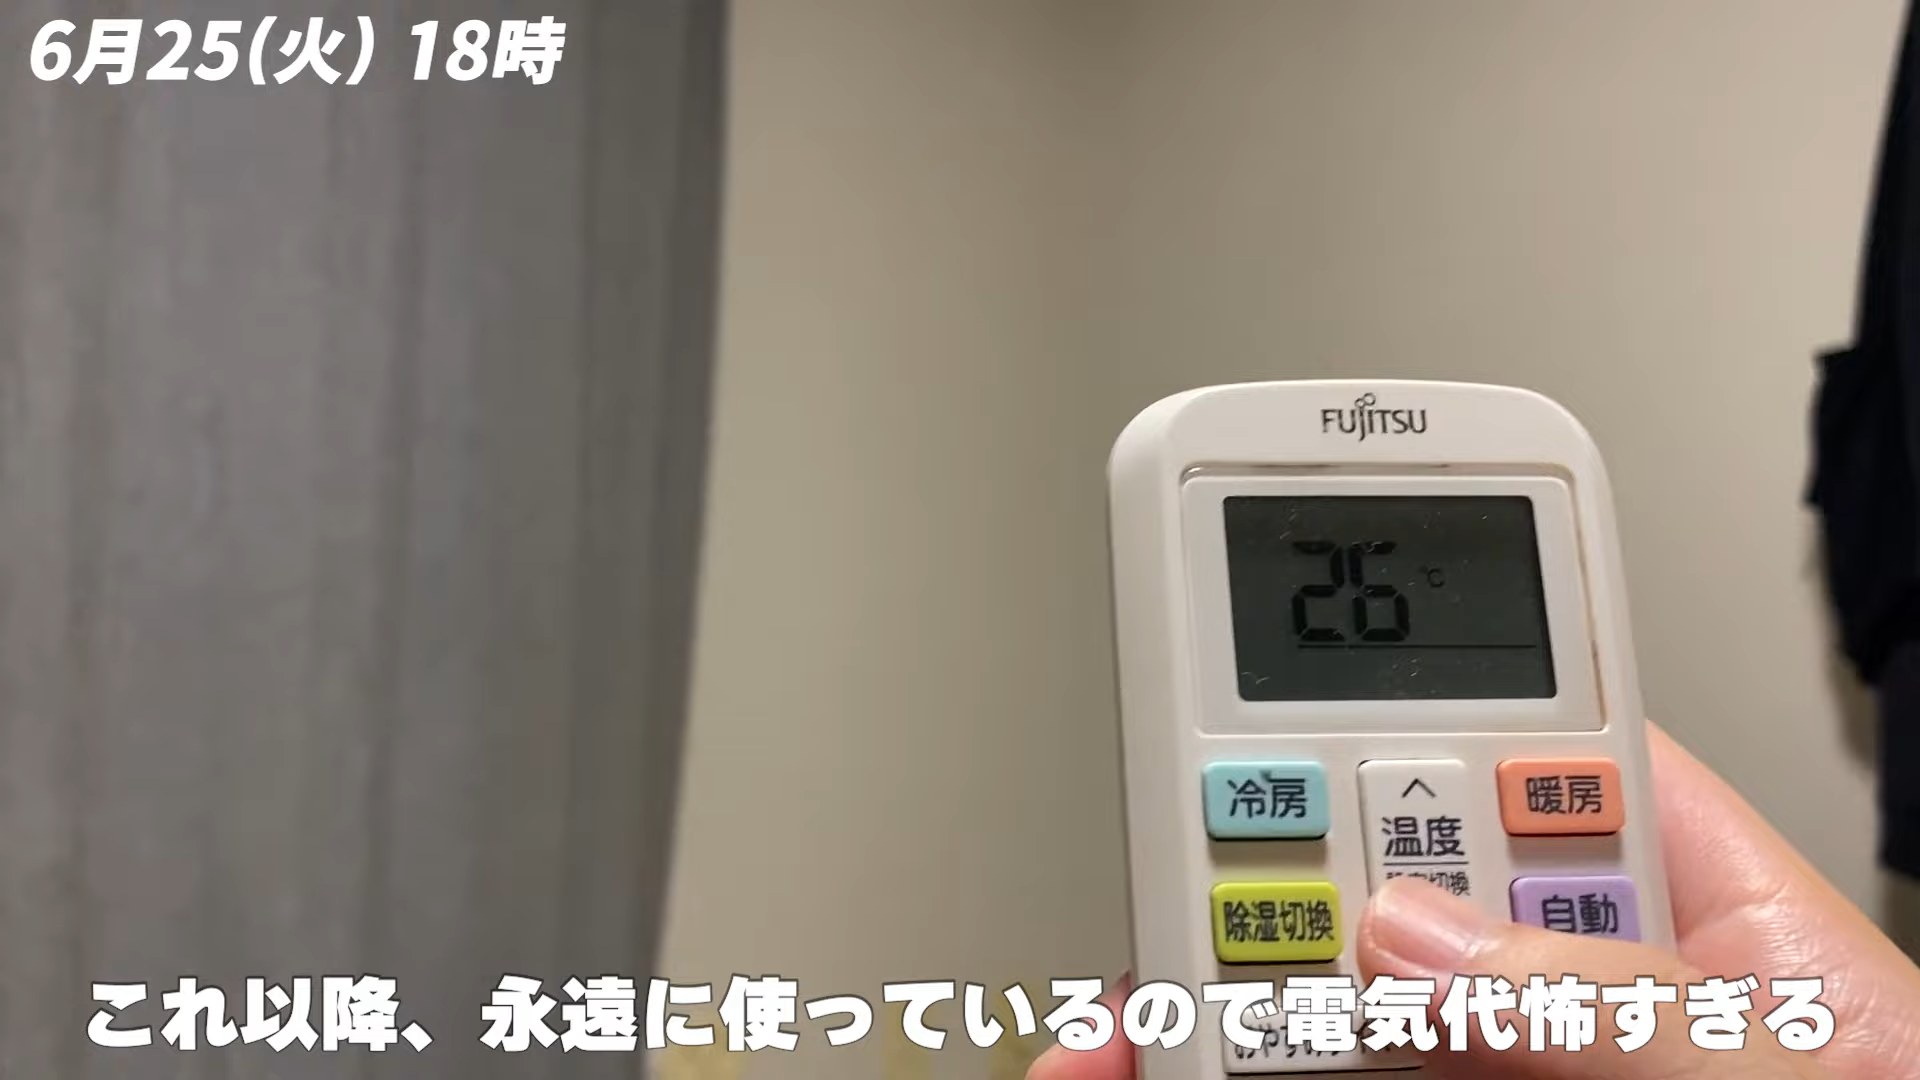 6月25(火) 18時
FUJITSU
26℃
冷房
温度
暖房
除湿切換
自動
これ以降、永遠に使っているので電気代怖すぎる